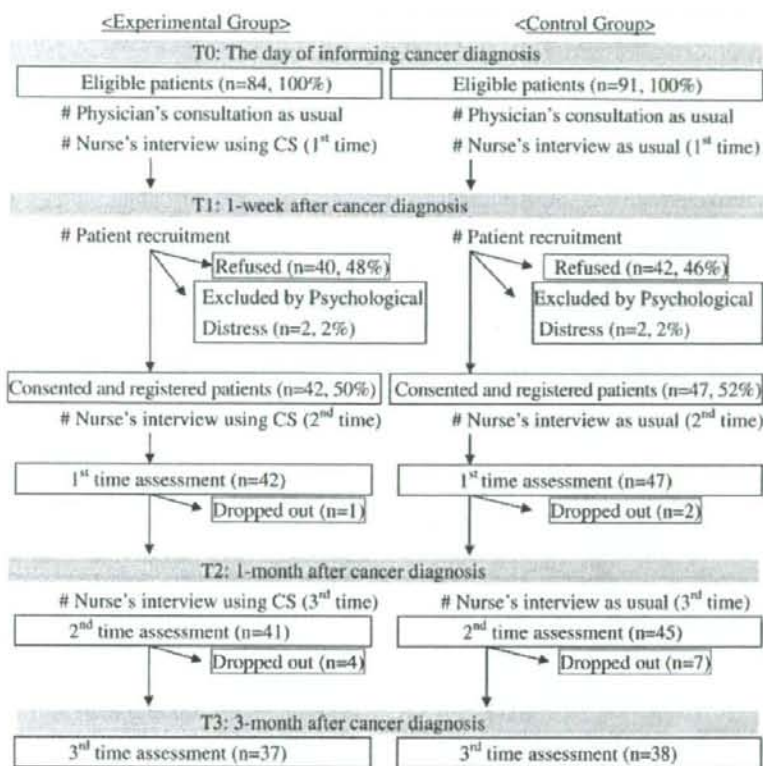 <Experimental Group> <Control Group>
T0: The day of informing cancer diagnosis
Eligible patients (n=84, 100%) Eligible patients (n=91, 100%)
# Physician's consultation as usual # Physician's consultation as usual
# Nurse's interview using CS (1st time) # Nurse's interview as usual (1st time)
T1: 1-week after cancer diagnosis
# Patient recruitment # Patient recruitment
Refused (n=40, 48%) Refused (n=42, 46%)
Excluded by Psychological Excluded by Psychological
Distress (n=2, 2%) Distress (n=2, 2%)
Consented and registered patients (n=42, 50%) Consented and registered patients (n=47, 52%)
# Nurse's interview using CS (2nd time) # Nurse's interview as usual (2nd time)
1st time assessment (n=42) 1st time assessment (n=47)
Dropped out (n=1) Dropped out (n=2)
T2: 1-month after cancer diagnosis
# Nurse's interview using CS (3rd time) # Nurse's interview as usual (3rd time)
2nd time assessment (n=41) 2nd time assessment (n=45)
Dropped out (n=4) Dropped out (n=7)
T3: 3-month after cancer diagnosis
3rd time assessment (n=37) 3rd time assessment (n=38)